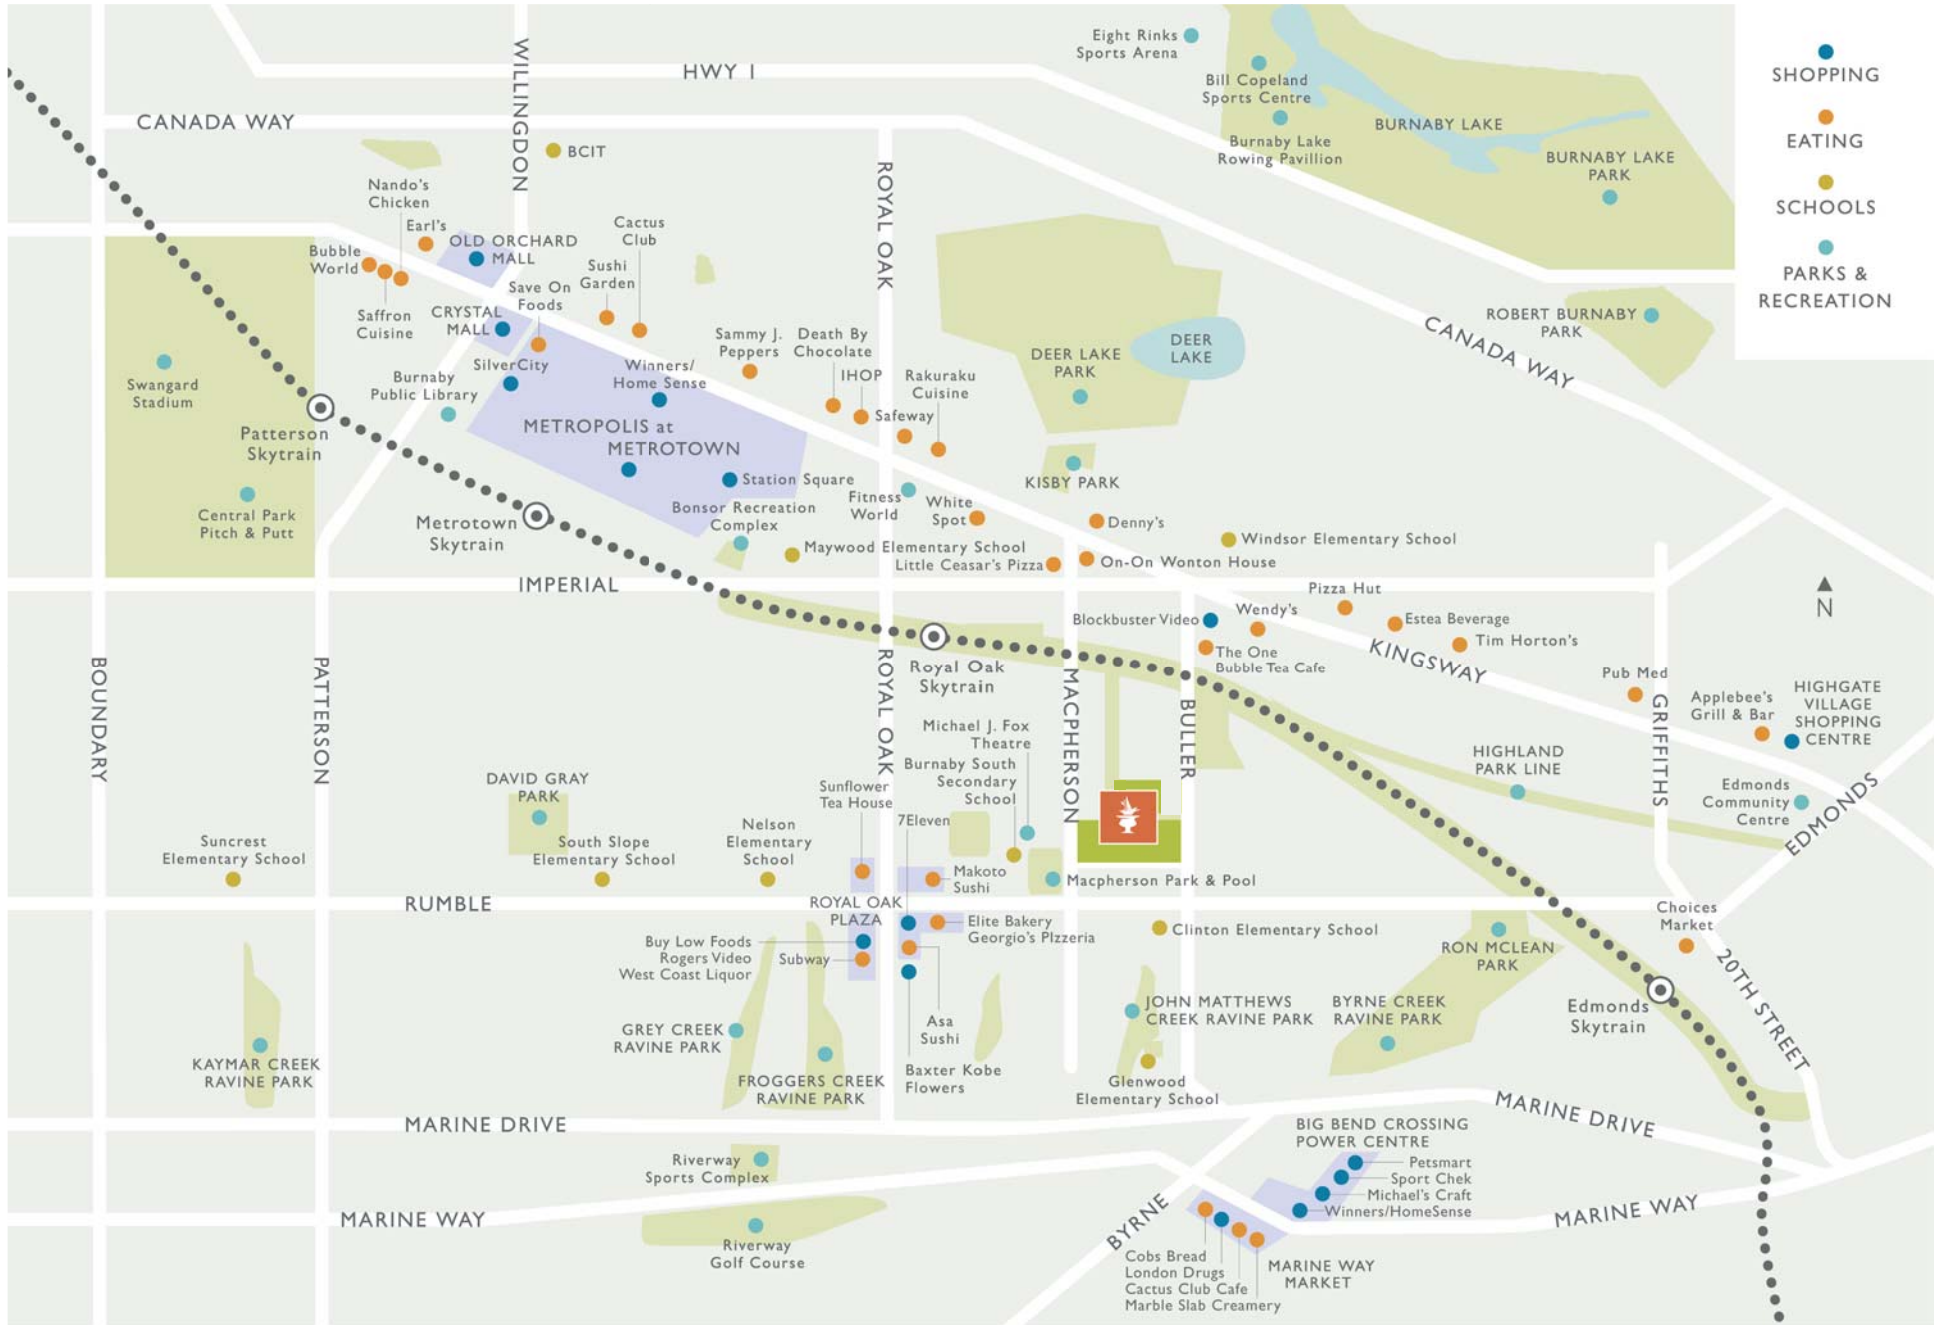 HWY 1
CANADA WAY
WILLINGDON
BCIT
ROYAL OAK
Eight Rinks
Sports Arena
Bill Copeland
Sports Centre
Burnaby Lake
Rowing Pavillion
BURNABY LAKE
BURNABY LAKE
PARK
SHOPPING
EATING
SCHOOLS
PARKS &
RECREATION
Nando's
Chicken
Earl's
Bubble
World
OLD ORCHARD
MALL
Saffron
Cuisine
CRYSTAL
MALL
Save On
Foods
Sushi
Garden
Cactus
Club
SilverCity
Winners/
Home Sense
Burnaby
Public Library
METROPOLIS at
METROTOWN
Station Square
Sammy J.
Peppers
Death By
Chocolate
IHOP
Safeway
Rakuraku
Cuisine
DEER LAKE
PARK
DEER
LAKE
ROBERT BURNABY
PARK
CANADA WAY
Swangard
Stadium
Patterson
Skytrain
Central Park
Pitch & Putt
Metrotown
Skytrain
Bonsor Recreation
Complex
Fitness
World
White
Spot
KISBY PARK
Denny's
Maywood Elementary School
Little Ceasar's Pizza
On-On Wonton House
Windsor Elementary School
IMPERIAL
N
Pizza Hut
Wendy's
Estea Beverage
Tim Horton's
Blockbuster Video
The One
Bubble Tea Cafe
KINGSWAY
BOUNDARY
PATTERSON
ROYAL OAK
Royal Oak
Skytrain
MACPHERSON
BULLER
GRIFFITHS
Pub Med
Applebee's
Grill & Bar
HIGHGATE
VILLAGE
SHOPPING
CENTRE
HIGHLAND
PARK LINE
Edmonds
Community
Centre
EDMONDS
Michael J. Fox
Theatre
Burnaby South
Secondary
School
DAVID GRAY
PARK
Sunflower
Tea House
7Eleven
Suncrest
Elementary School
South Slope
Elementary School
Nelson
Elementary
School
Makoto
Sushi
Macpherson Park & Pool
RUMBLE
ROYAL OAK
PLAZA
Elite Bakery
Georgio's PIzzeria
Clinton Elementary School
Buy Low Foods
Rogers Video
West Coast Liquor
Subway
Choices
Market
RON MCLEAN
PARK
20TH STREET
Edmonds
Skytrain
Asa
Sushi
Baxter Kobe
Flowers
JOHN MATTHEWS
CREEK RAVINE PARK
BYRNE CREEK
RAVINE PARK
GREY CREEK
RAVINE PARK
KAYMAR CREEK
RAVINE PARK
FROGGERS CREEK
RAVINE PARK
Glenwood
Elementary School
MARINE DRIVE
MARINE DRIVE
BIG BEND CROSSING
POWER CENTRE
Petsmart
Sport Chek
Michael's Craft
Winners/HomeSense
Riverway
Sports Complex
MARINE WAY
MARINE WAY
BYRNE
Riverway
Golf Course
Cobs Bread
London Drugs
Cactus Club Cafe
Marble Slab Creamery
MARINE WAY
MARKET